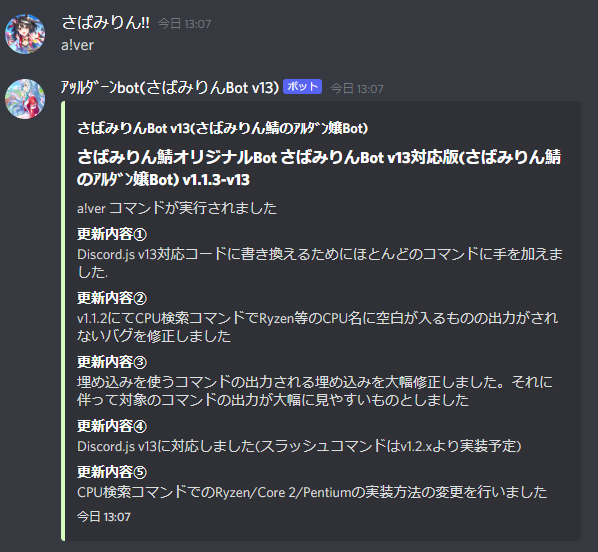 さばみりん!! 今日 13:07
a!ver
ｱｯﾙﾀﾞｰﾝbot(さばみりんBot v13) ボット 今日 13:07
さばみりんBot v13(さばみりん鯖のｱﾙﾀﾞﾝ嬢Bot)
さばみりん鯖オリジナルBot さばみりんBot v13対応版(さばみりん鯖
のｱﾙﾀﾞﾝ嬢Bot) v1.1.3-v13
a!ver コマンドが実行されました
更新内容①
Discord.js v13対応コードに書き換えるためにほとんどのコマンドに手を加えま
した.
更新内容②
v1.1.2にてCPU検索コマンドでRyzen等のCPU名に空白が入るものの出力がされ
ないバグを修正しました
更新内容③
埋め込みを使うコマンドの出力される埋め込みを大幅修正しました。それに
伴って対象のコマンドの出力が大幅に見やすいものとしました
更新内容④
Discord.js v13に対応しました(スラッシュコマンドはv1.2.xより実装予定)
更新内容⑤
CPU検索コマンドでのRyzen/Core 2/Pentiumの実装方法の変更を行いました
今日 13:07